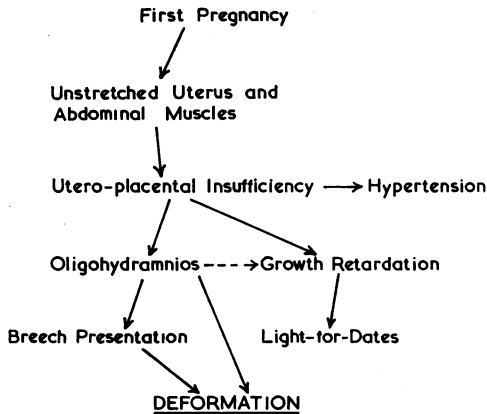 First Pregnancy
Unstretched Uterus and
Abdominal Muscles
Utero-placental Insufficiency
Hypertension
Oligohydramnios
Growth Retardation
Breech Presentation
Light-for-Dates
DEFORMATION